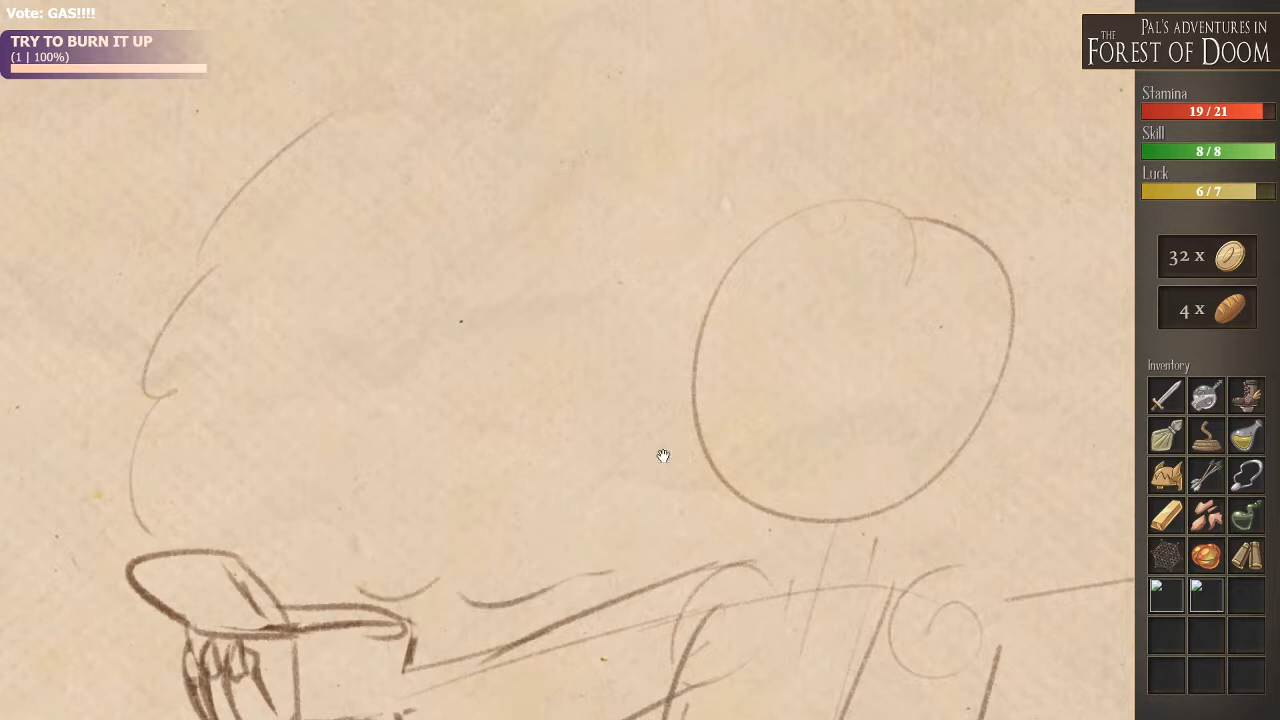 Vote: GAS!!!!
TRY TO BURN IT UP
(1 | 100%)
PAL'S ADVENTURES IN
THE FOREST OF DOOM
Stamina
19 / 21
Skill
8 / 8
Luck
6 / 7
32 x
4 x
Inventory